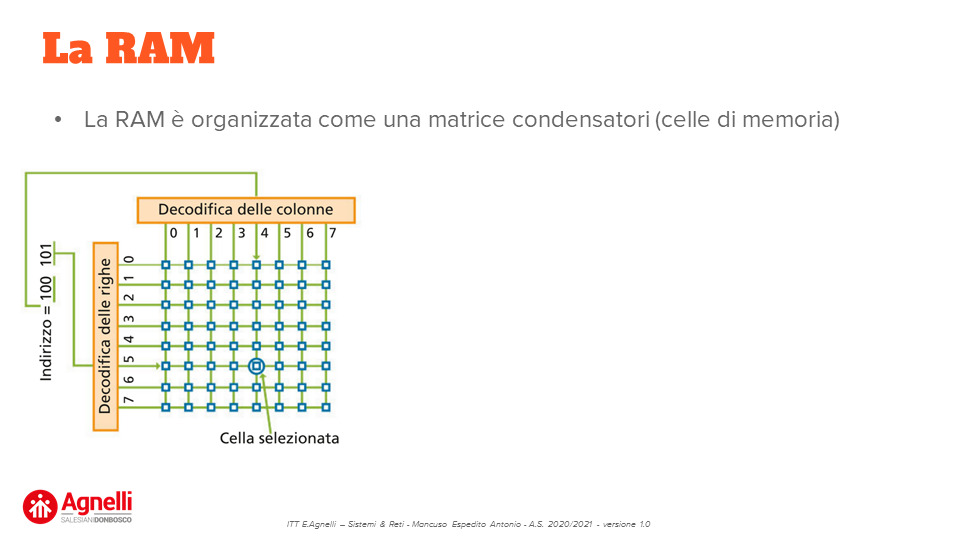 La RAM
• La RAM è organizzata come una matrice condensatori (celle di memoria)
Decodifica delle colonne
0 1 2 3 4 5 6 7
Indirizzo = 100 101
Decodifica delle righe
0
1
2
3
4
5
6
7
Cella selezionata
Agnelli
SALESIANI DONBOSCO
ITT E.Agnelli – Sistemi & Reti - Mancuso Espedito Antonio - A.S. 2020/2021 - versione 1.0